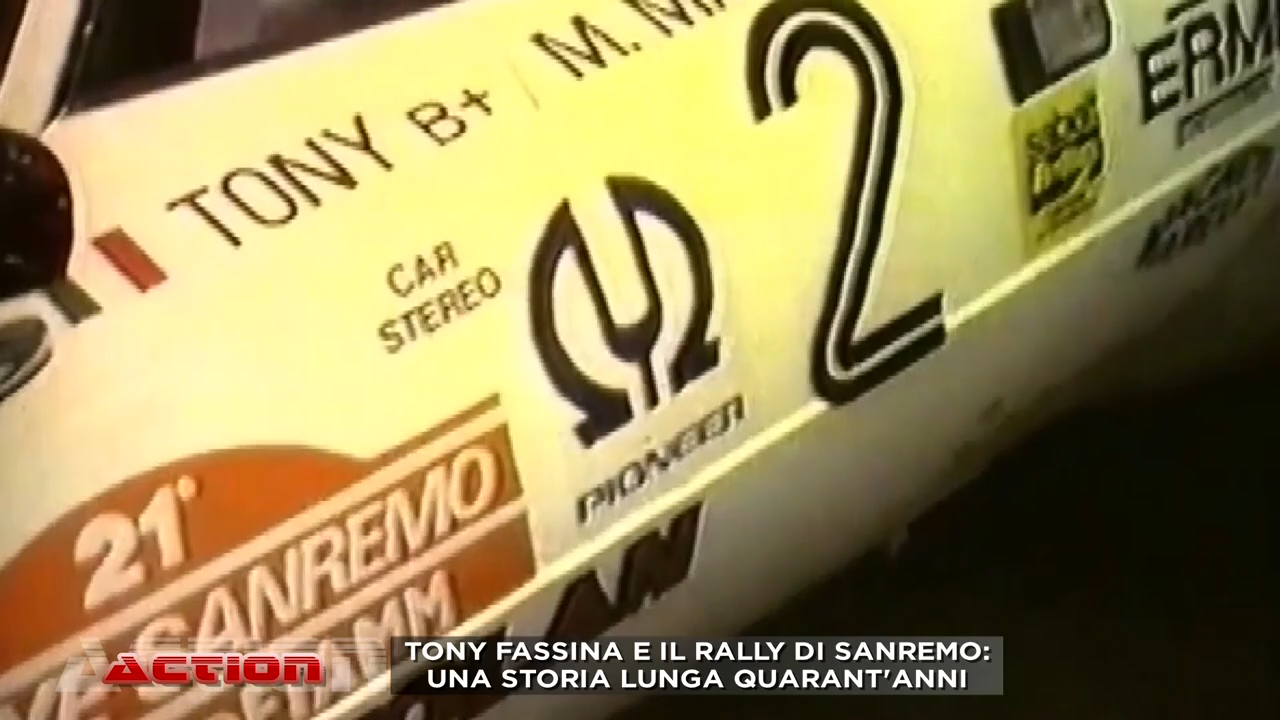 TONY B+ M.
2
ERM
CAR
STEREO
PIONEER
21°
SANREMO
ACTION
TONY FASSINA E IL RALLY DI SANREMO:
UNA STORIA LUNGA QUARANT'ANNI